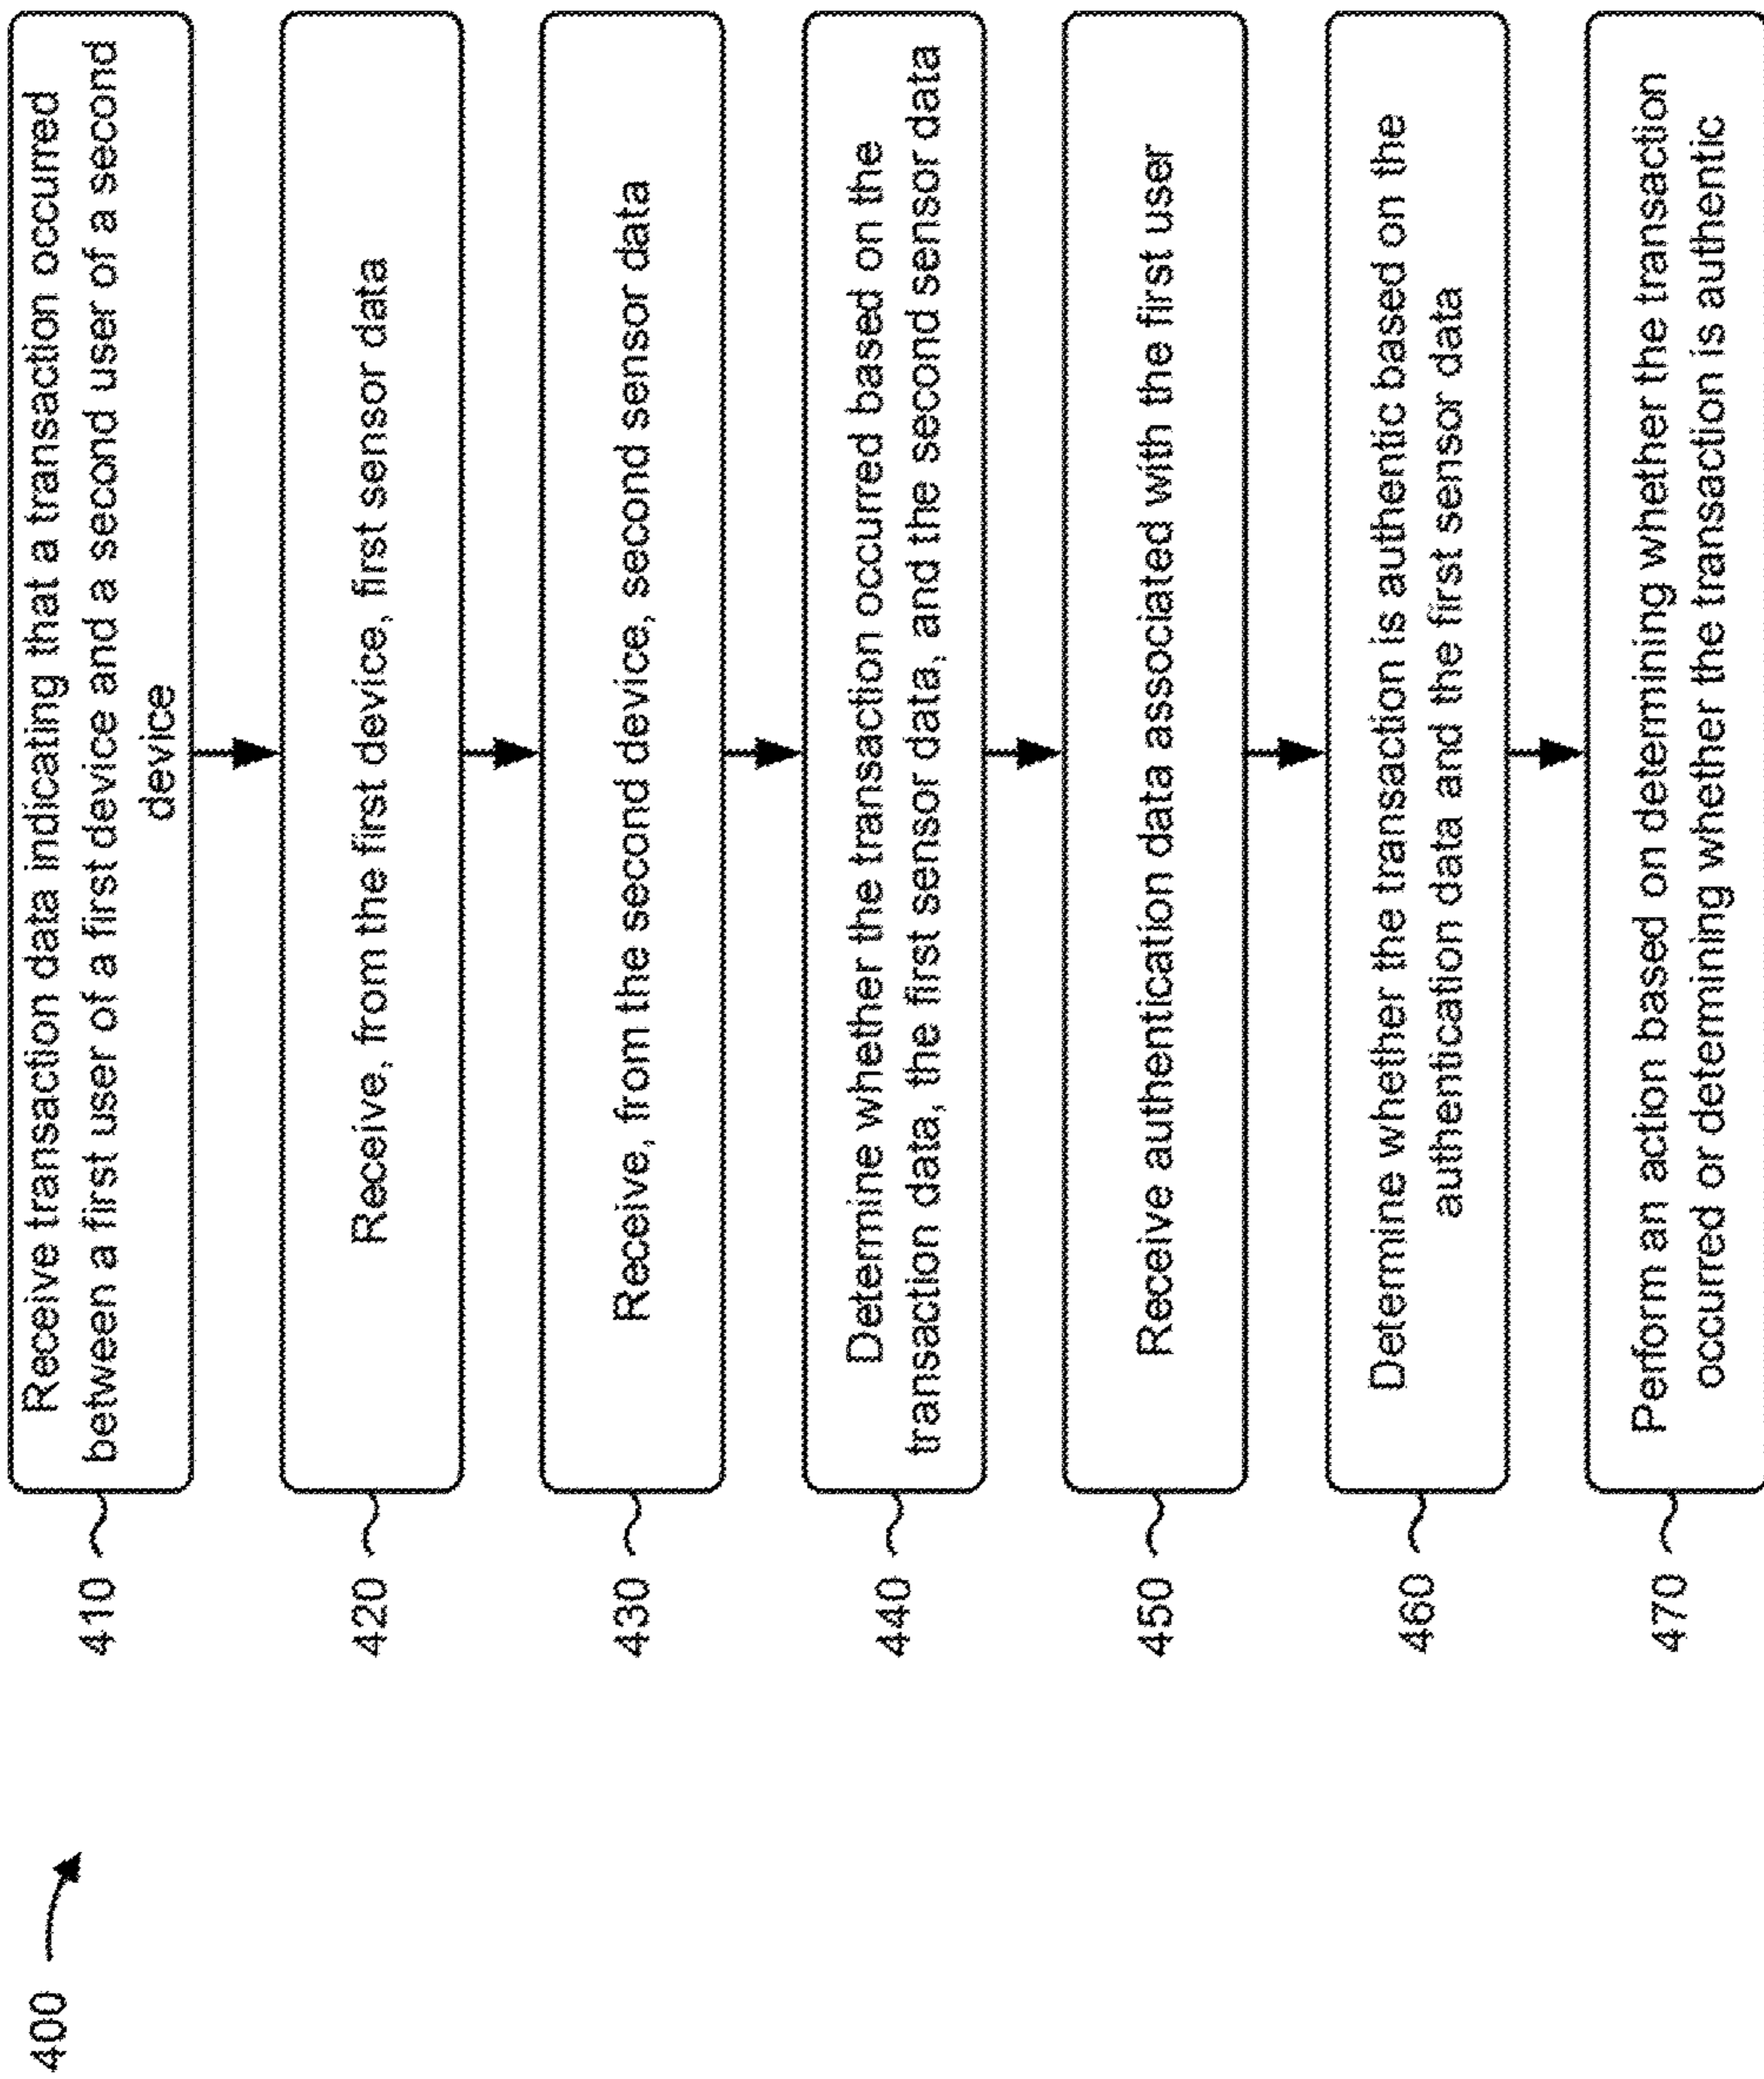 400
410
Receive transaction data indicating that a transaction occurred
between a first user of a first device and a second user of a second
device
420
Receive, from the first device, first sensor data
430
Receive, from the second device, second sensor data
440
Determine whether the transaction occurred based on the
transaction data, the first sensor data, and the second sensor data
450
Receive authentication data associated with the first user
460
Determine whether the transaction is authentic based on the
authentication data and the first sensor data
470
Perform an action based on determining whether the transaction
occurred or determining whether the transaction is authentic